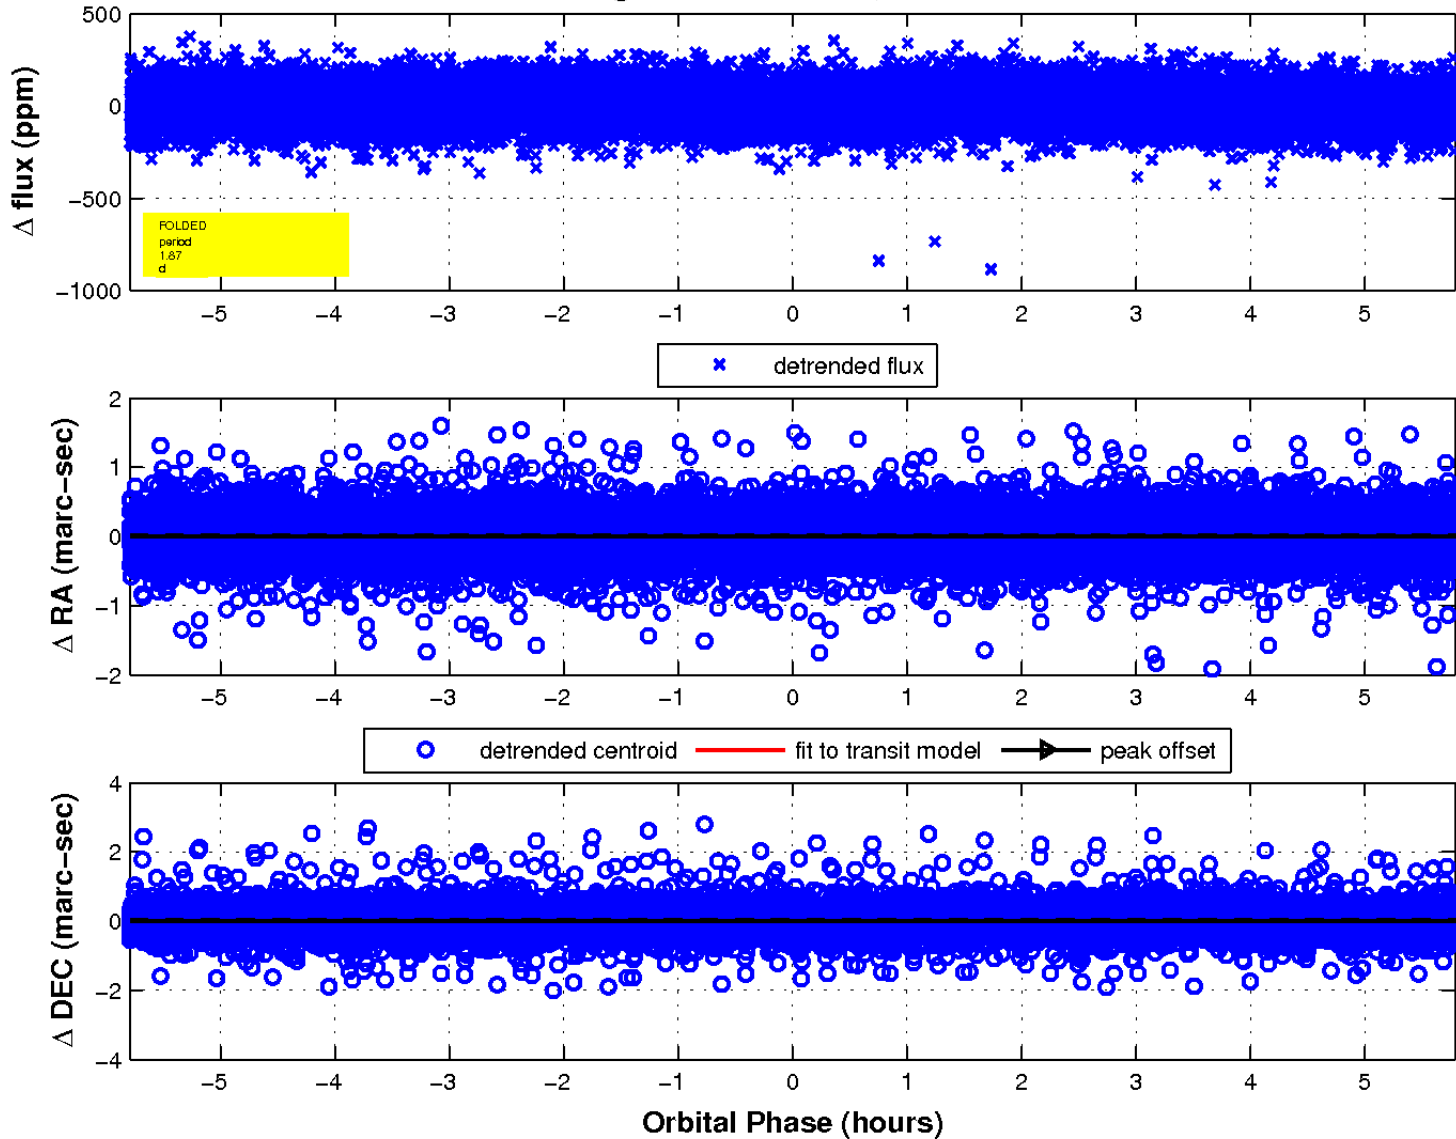 500
0
−500
−1000
Δ flux (ppm)
FOLDED
period
1.87
d
−5 −4 −3 −2 −1 0 1 2 3 4 5
detrended flux
2
1
0
−1
−2
Δ RA (marc−sec)
−5 −4 −3 −2 −1 0 1 2 3 4 5
detrended centroid fit to transit model peak offset
4
2
0
−2
−4
Δ DEC (marc−sec)
−5 −4 −3 −2 −1 0 1 2 3 4 5
Orbital Phase (hours)